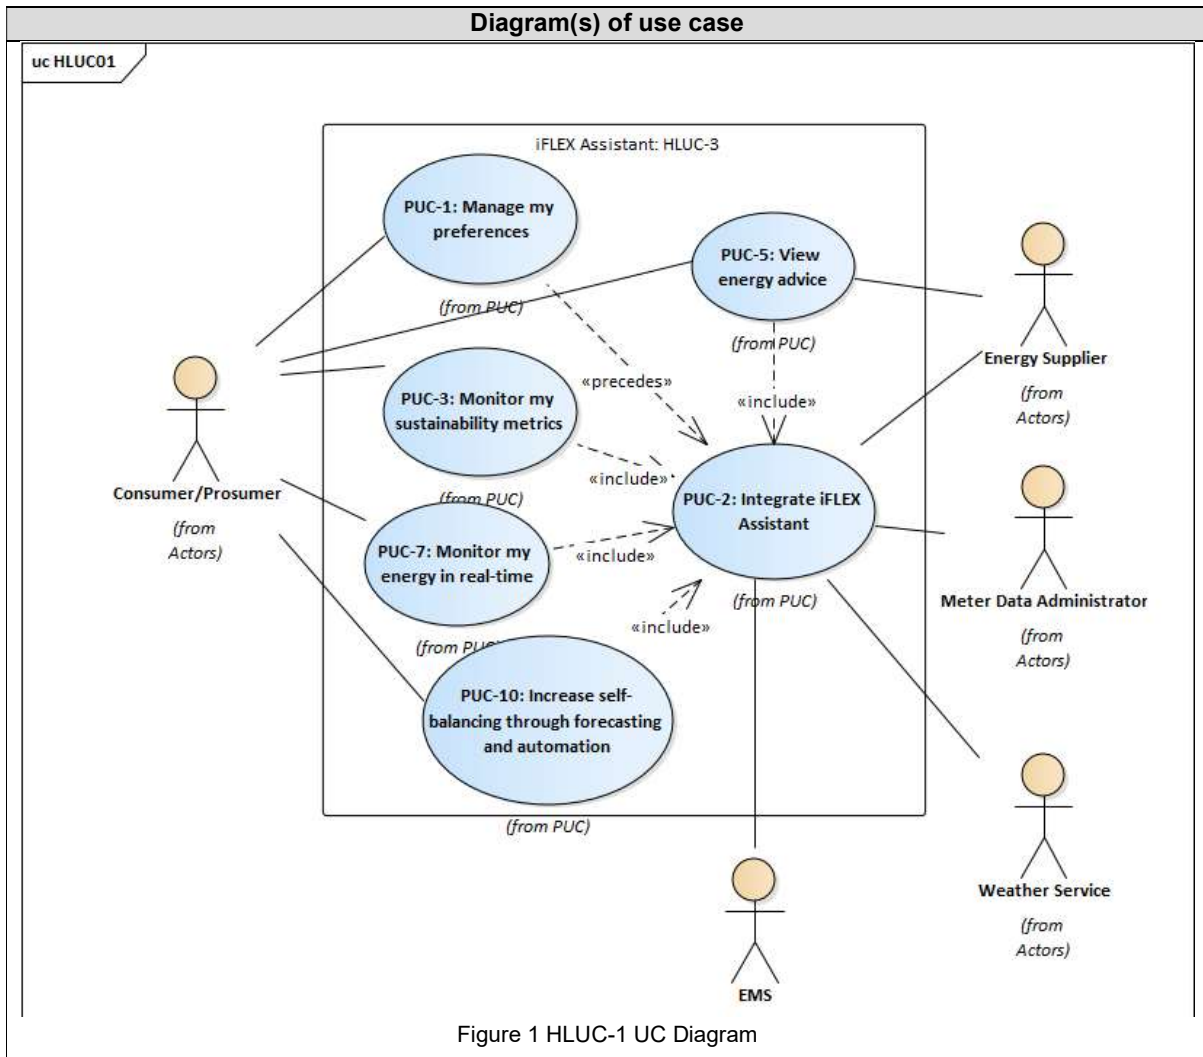 Diagram(s) of use case
uc HLUC01
iFLEX Assistant: HLUC-3
PUC-1: Manage my
preferences
(from PUC)
PUC-5: View
energy advice
(from PUC)
Energy Supplier
(from
Actors)
«precedes»
«include»
PUC-3: Monitor my
sustainability metrics
(from PUC)
«include»
Consumer/Prosumer
(from
Actors)
PUC-2: Integrate iFLEX
Assistant
(from PUC)
PUC-7: Monitor my
energy in real-time
(from PUC)
«include»
«include»
Meter Data Administrator
(from
Actors)
PUC-10: Increase self-
balancing through forecasting
and automation
(from PUC)
Weather Service
(from
Actors)
EMS
Figure 1 HLUC-1 UC Diagram